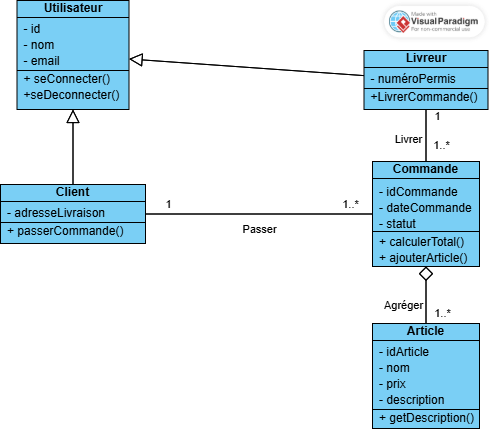 Utilisateur
- id
- nom
- email
+ seConnecter()
+seDeconnecter()
Made with
Visual Paradigm
For non-commercial use
Livreur
- numéroPermis
+LivrerCommande()
1
Livrer
1..*
Client
- adresseLivraison
+ passerCommande()
1
1..*
Passer
Commande
- idCommande
- dateCommande
- statut
+ calculerTotal()
+ ajouterArticle()
Agréger
1..*
Article
- idArticle
- nom
- prix
- description
+ getDescription()